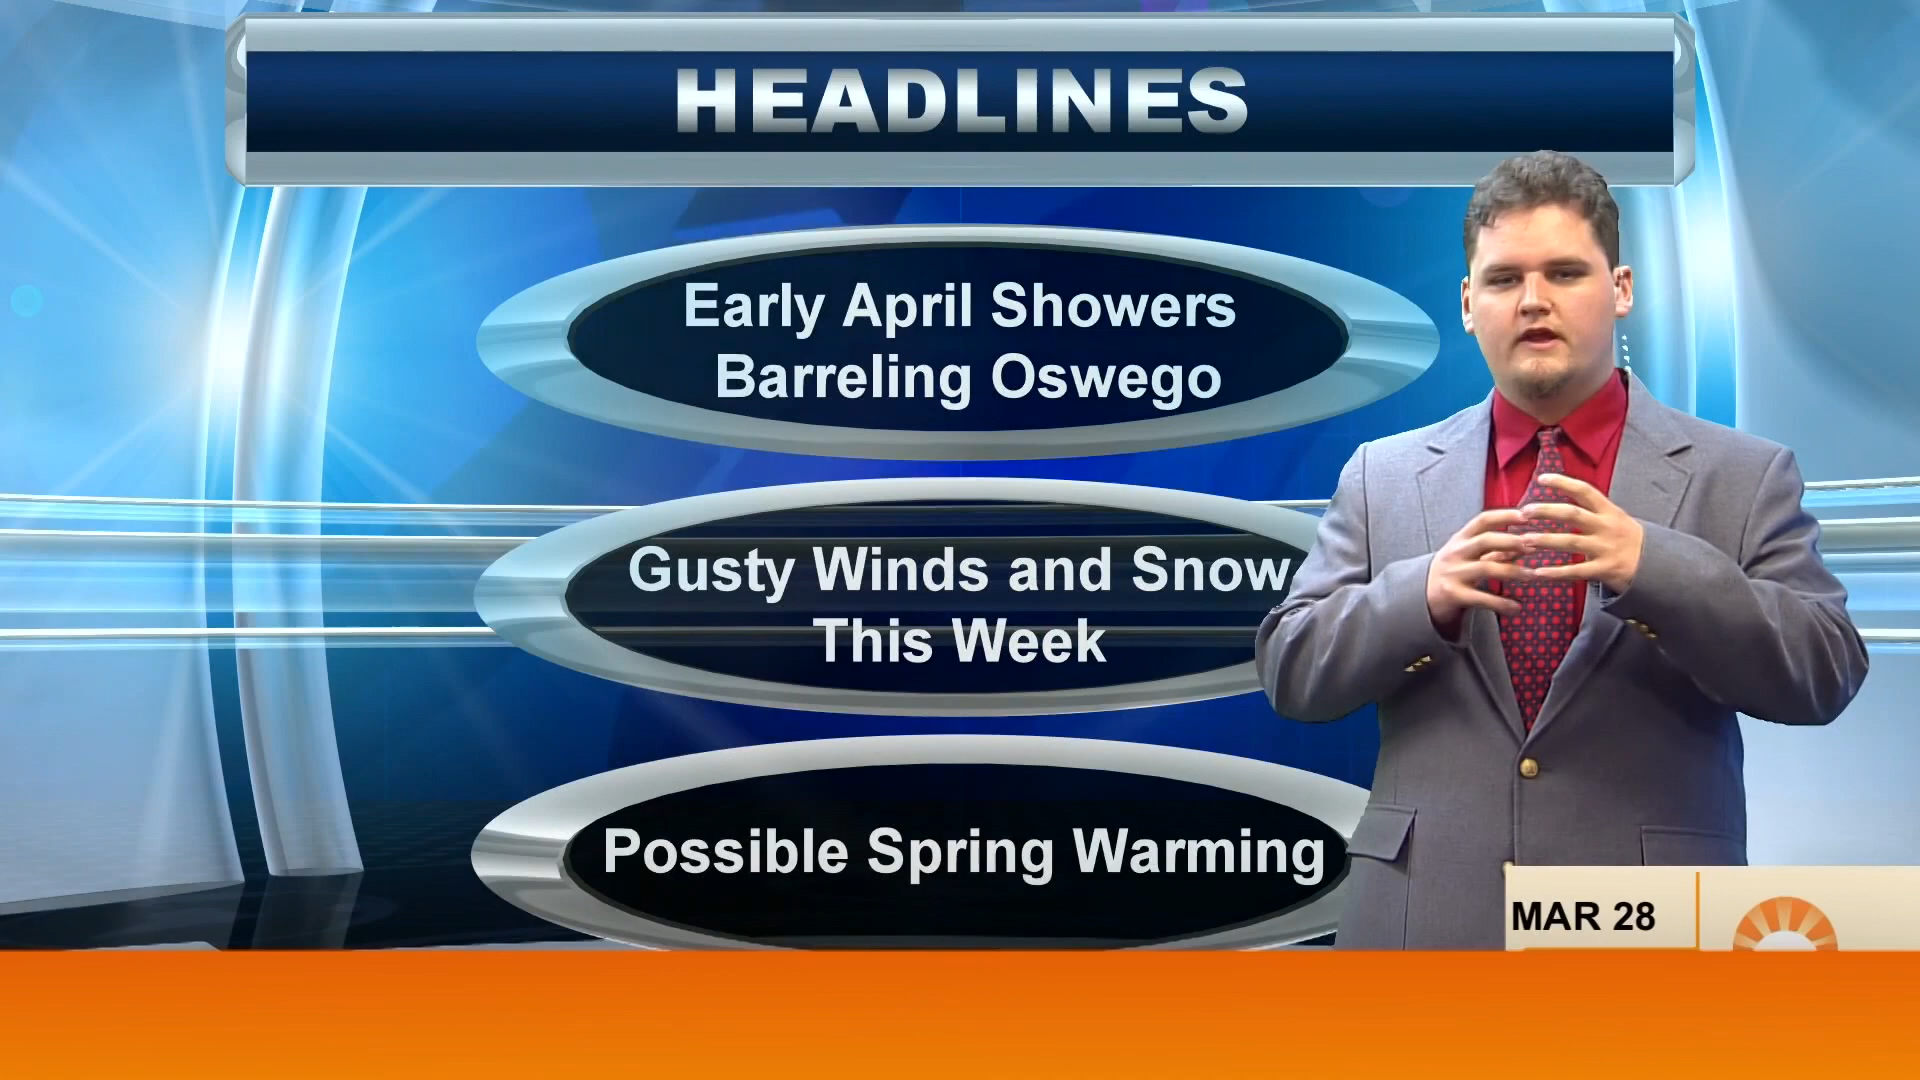 HEADLINES
Early April Showers
Barreling Oswego
Gusty Winds and Snow
This Week
Possible Spring Warming
MAR 28